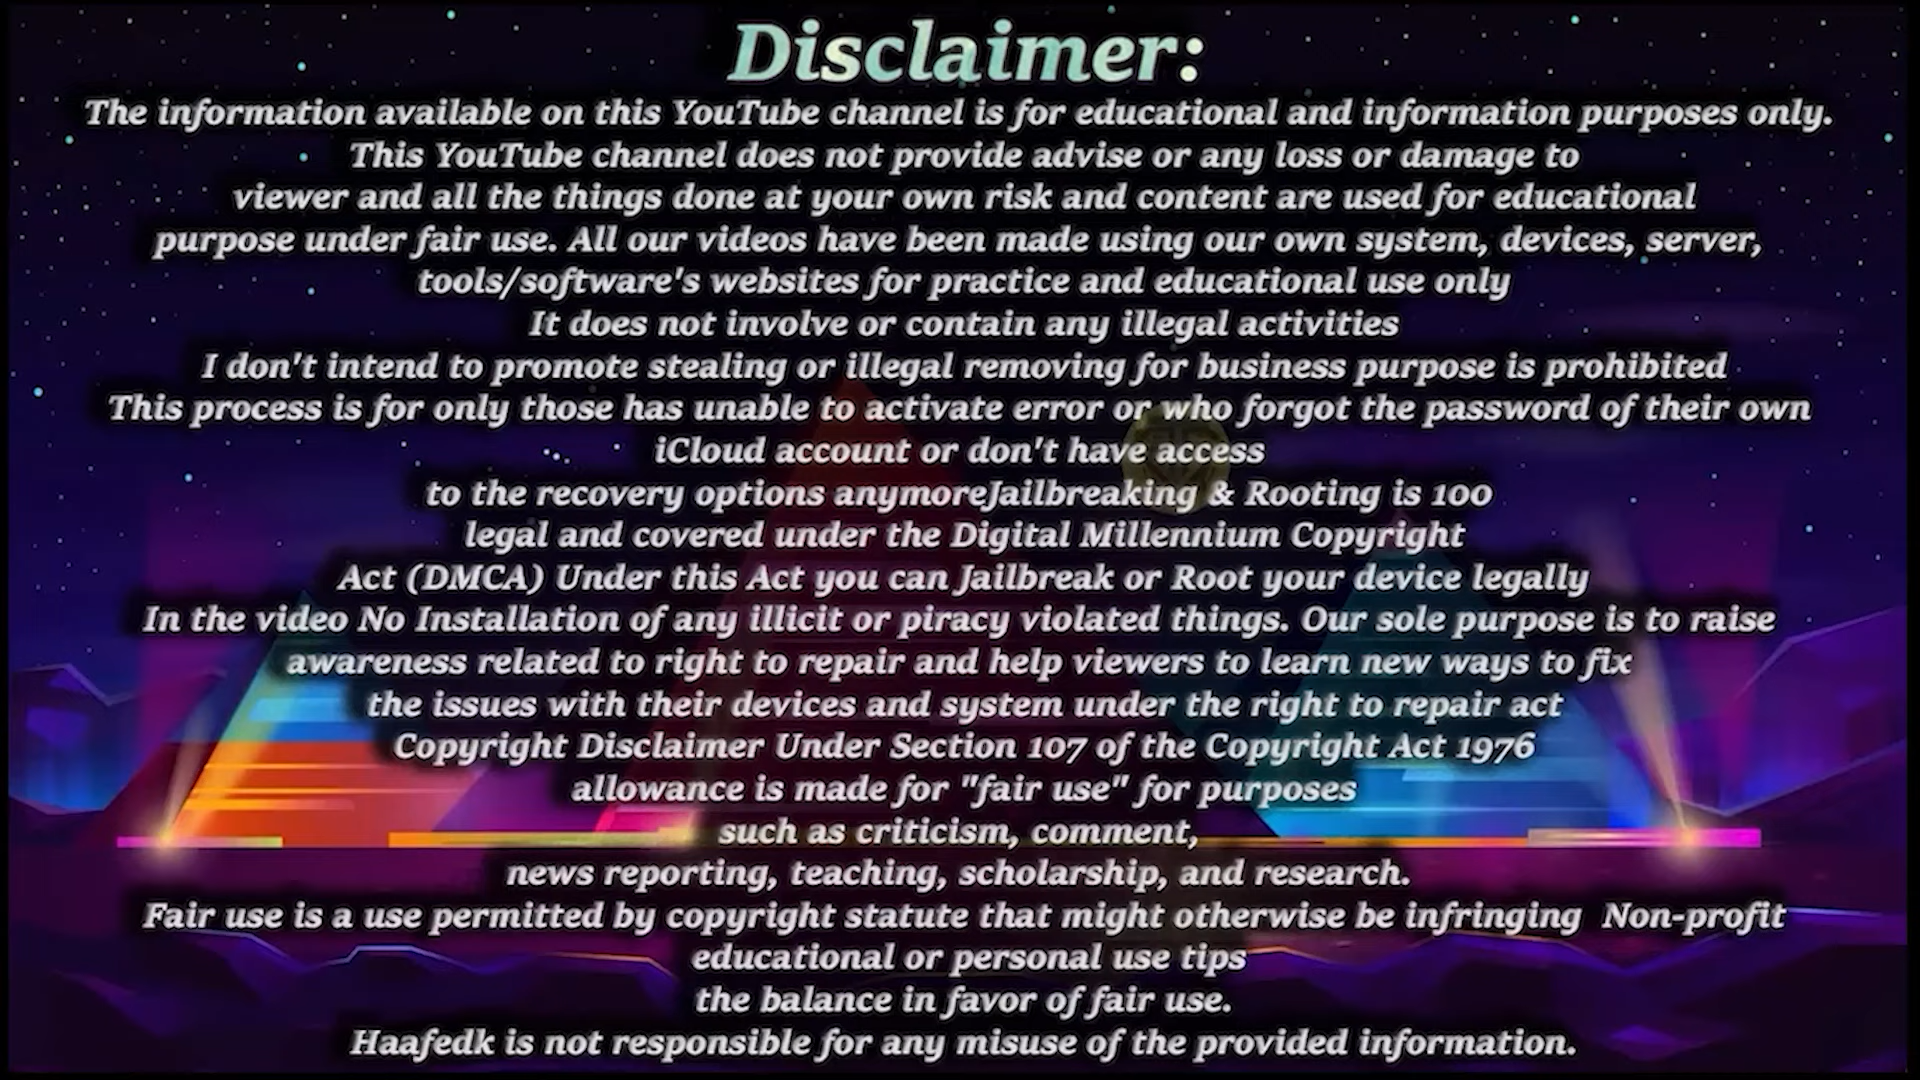 Disclaimer:
The information available on this YouTube channel is for educational and information purposes only.
This YouTube channel does not provide advise or any loss or damage to
viewer and all the things done at your own risk and content are used for educational
purpose under fair use. All our videos have been made using our own system, devices, server,
tools/software's websites for practice and educational use only
It does not involve or contain any illegal activities
I don't intend to promote stealing or illegal removing for business purpose is prohibited
This process is for only those has unable to activate error or who forgot the password of their own
iCloud account or don't have access
to the recovery options anymoreJailbreaking & Rooting is 100
legal and covered under the Digital Millennium Copyright
Act (DMCA) Under this Act you can Jailbreak or Root your device legally
In the video No Installation of any illicit or piracy violated things. Our sole purpose is to raise
awareness related to right to repair and help viewers to learn new ways to fix
the issues with their devices and system under the right to repair act
Copyright Disclaimer Under Section 107 of the Copyright Act 1976
allowance is made for "fair use" for purposes
such as criticism, comment,
news reporting, teaching, scholarship, and research.
Fair use is a use permitted by copyright statute that might otherwise be infringing  Non-profit
educational or personal use tips
the balance in favor of fair use.
Haafedk is not responsible for any misuse of the provided information.